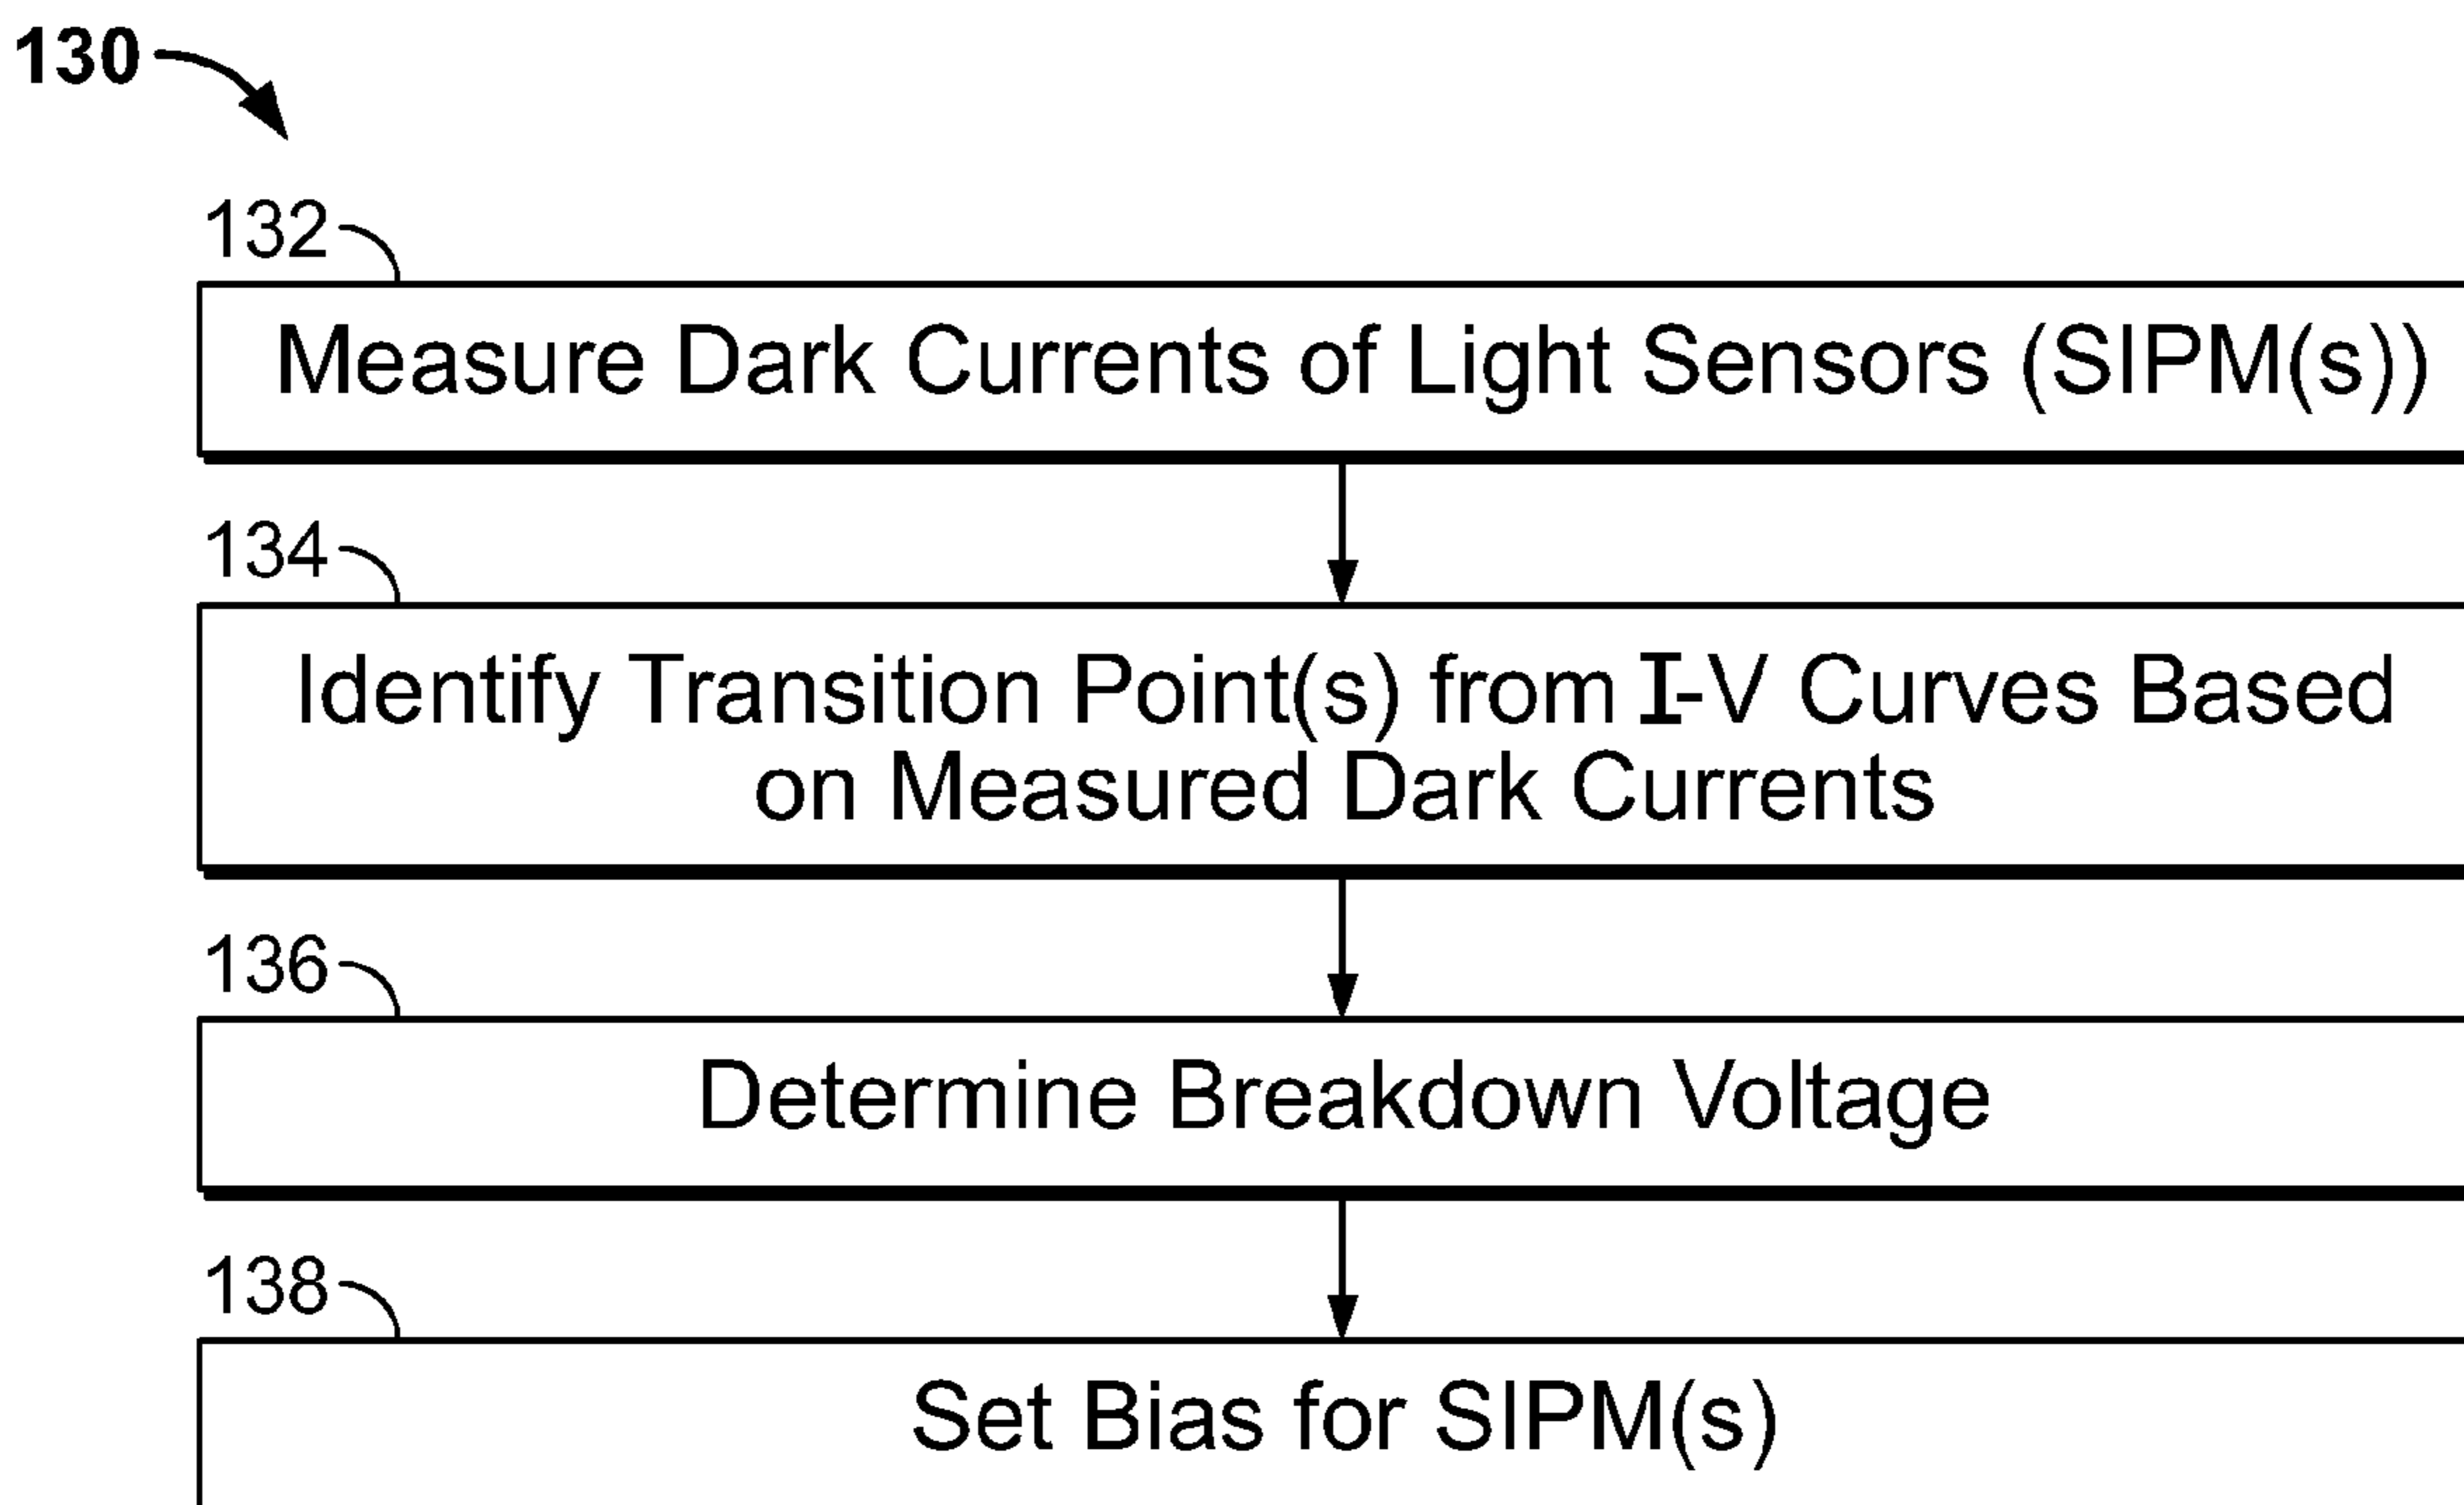 130
132
Measure Dark Currents of Light Sensors (SIPM(s))
134
Identify Transition Point(s) from I-V Curves Based
on Measured Dark Currents
136
Determine Breakdown Voltage
138
Set Bias for SIPM(s)